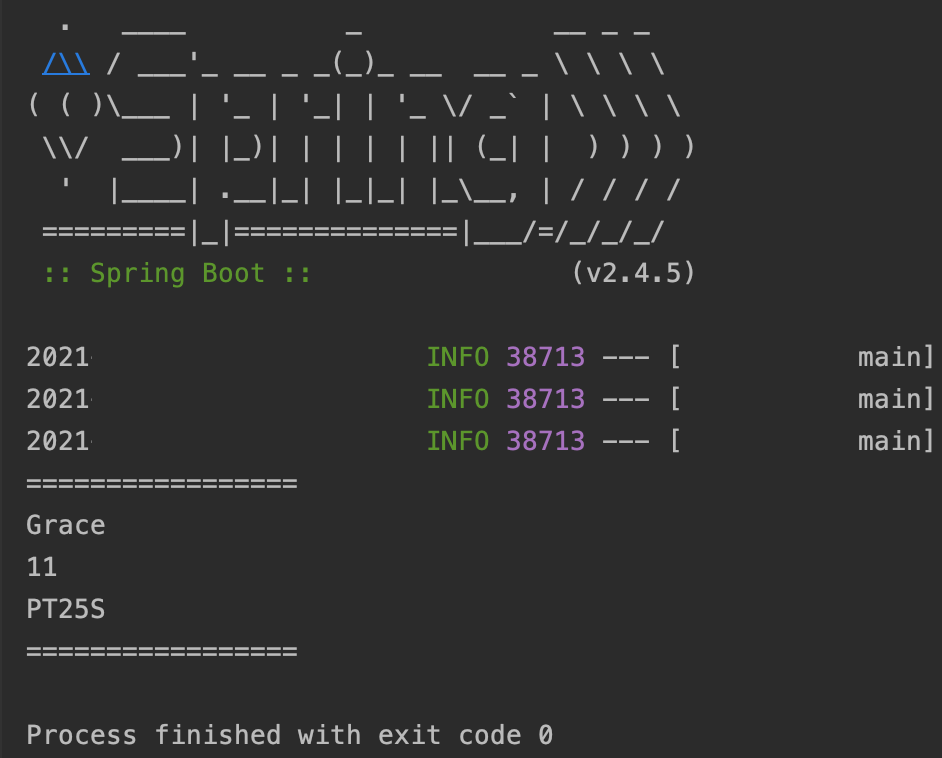 .   ____          _            __ _ _
 /\\ / ___'_ __ _ _(_)_ __  __ _ \ \ \ \
( ( )\___ | '_ | '_| | '_ \/ _` | \ \ \ \
 \\/  ___)| |_)| | | | | || (_| |  ) ) ) )
  '  |____| .__|_| |_|_| |_\__, | / / / /
 =========|_|==============|___/=/_/_/_/
 :: Spring Boot ::                (v2.4.5)
2021 INFO 38713 --- [           main]
2021 INFO 38713 --- [           main]
2021 INFO 38713 --- [           main]
=================
Grace
11
PT25S
=================
Process finished with exit code 0